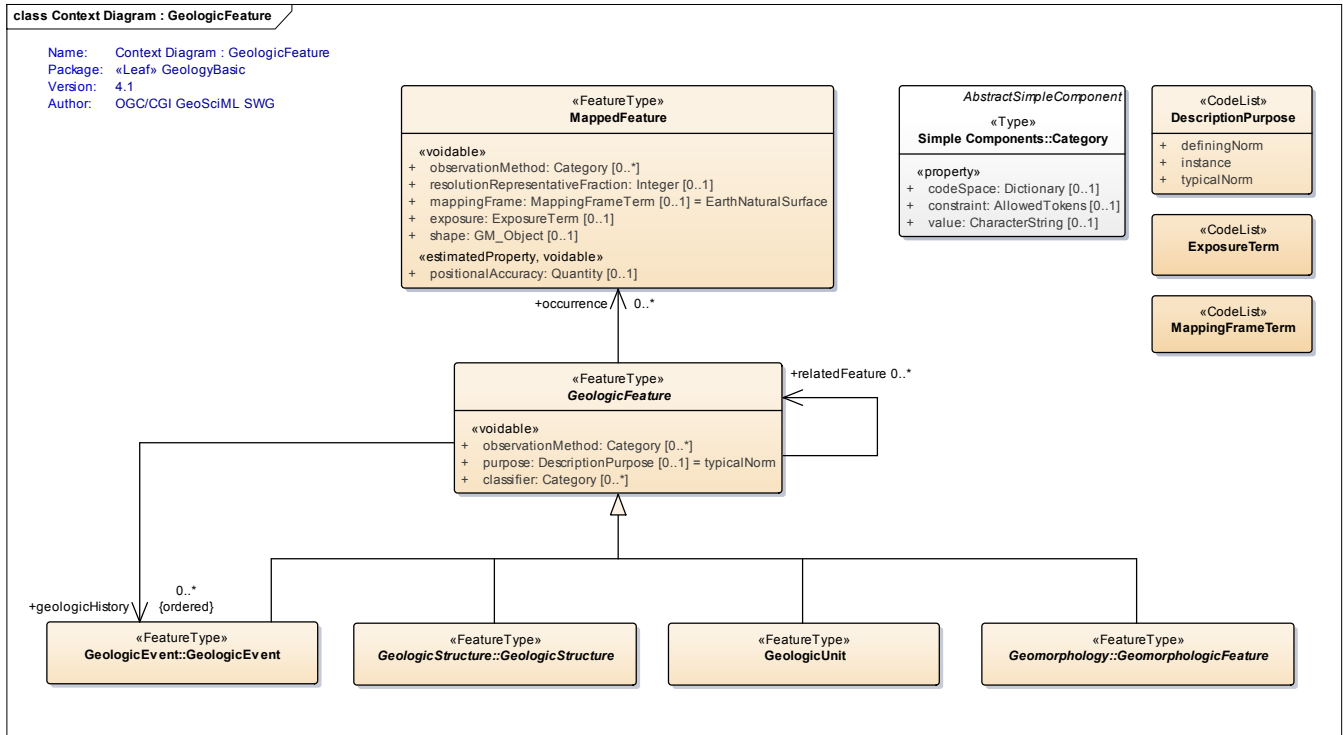 class Context Diagram : GeologicFeature
Name: Context Diagram : GeologicFeature
Package: «Leaf» GeologyBasic
Version: 4.1
Author: OGC/CGI GeoSciML SWG
«FeatureType»
MappedFeature
«voidable»
+ observationMethod: Category [0..*]
+ resolutionRepresentativeFraction: Integer [0..1]
+ mappingFrame: MappingFrameTerm [0..1] = EarthNaturalSurface
+ exposure: ExposureTerm [0..1]
+ shape: GM_Object [0..1]
«estimatedProperty, voidable»
+ positionalAccuracy: Quantity [0..1]
AbstractSimpleComponent
«Type»
Simple Components::Category
«property»
+ codeSpace: Dictionary [0..1]
+ constraint: AllowedTokens [0..1]
+ value: CharacterString [0..1]
«CodeList»
DescriptionPurpose
+ definingNorm
+ instance
+ typicalNorm
«CodeList»
ExposureTerm
«CodeList»
MappingFrameTerm
+occurrence 0..*
«FeatureType»
GeologicFeature
«voidable»
+ observationMethod: Category [0..*]
+ purpose: DescriptionPurpose [0..1] = typicalNorm
+ classifier: Category [0..*]
+relatedFeature 0..*
0..*
+geologicHistory {ordered}
«FeatureType»
GeologicEvent::GeologicEvent
«FeatureType»
GeologicStructure::GeologicStructure
«FeatureType»
GeologicUnit
«FeatureType»
Geomorphology::GeomorphologicFeature